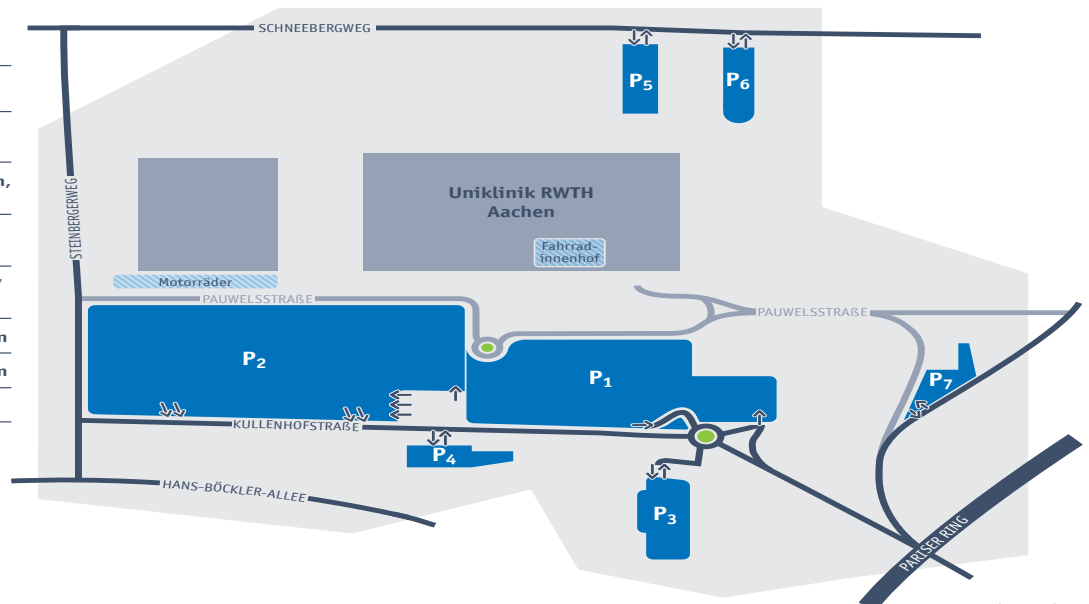 SCHNEEBERGWEG
P5
P6
STEINBERGERWEG
Uniklinik RWTH
Aachen
Fahrrad-
innenhof
Motorräder
PAUWELSSTRAßE
PAUWELSSTRAßE
P2
P1
P7
KULLENHOFSTRAßE
P4
HANS-BÖCKLER-ALLEE
P3
PARISER RING